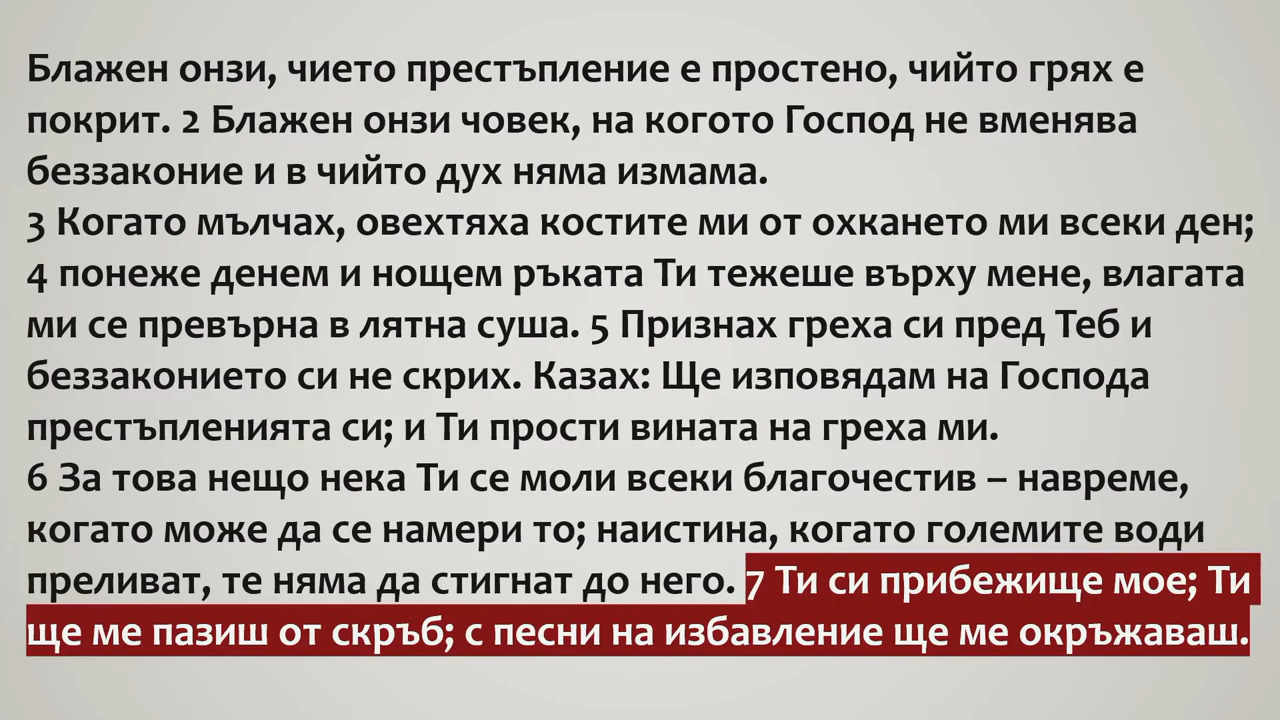 Блажен онзи, чието престъпление е простено, чийто грях е
покрит. 2 Блажен онзи човек, на когото Господ не вменява
беззаконие и в чийто дух няма измама.
3 Когато мълчах, овехтяха костите ми от охкането ми всеки ден;
4 понеже денем и нощем ръката Ти тежеше върху мене, влагата
ми се превърна в лятна суша. 5 Признах греха си пред Теб и
беззаконието си не скрих. Казах: Ще изповядам на Господа
престъпленията си; и Ти прости вината на греха ми.
6 За това нещо нека Ти се моли всеки благочестив – навреме,
когато може да се намери то; наистина, когато големите води
преливат, те няма да стигнат до него. 7 Ти си прибежище мое; Ти
ще ме пазиш от скръб; с песни на избавление ще ме окръжаваш.